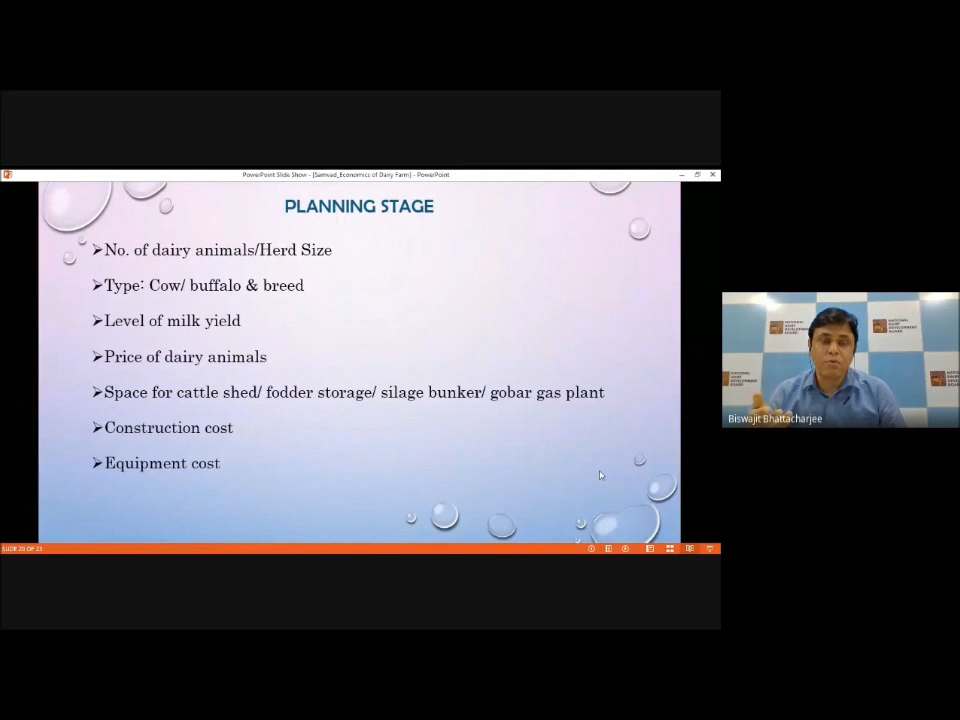 PowerPoint Slide Show - [Samvad_Economics of Dairy Farm] - PowerPoint
PLANNING STAGE
➢No. of dairy animals/Herd Size
➢Type: Cow/ buffalo & breed
➢Level of milk yield
➢Price of dairy animals
➢Space for cattle shed/ fodder storage/ silage bunker/ gobar gas plant
➢Construction cost
➢Equipment cost
SLIDE 20 OF 23
NATIONAL
DAIRY
DEVELOPMENT
BOARD
Biswajit Bhattacharjee